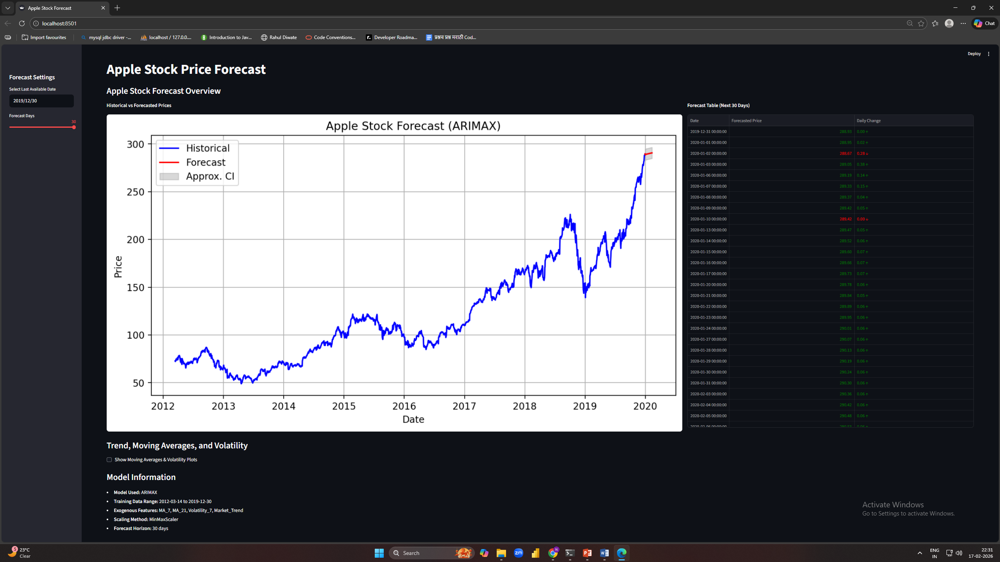 Apple Stock Forecast
localhost:8501
Chat
Import favourites
mysql jdbc driver -...
localhost / 127.0.0....
Introduction to Jav...
Rahul Diwate
Code Conventions...
Developer Roadma...
प्रश्नच प्रश्न मराठी Cod...
Deploy
Forecast Settings
Select Last Available Date
2019/12/30
Forecast Days
30
Apple Stock Price Forecast
Apple Stock Forecast Overview
Historical vs Forecasted Prices
Apple Stock Forecast (ARIMAX)
Historical
Forecast
Approx. CI
300
250
200
150
100
50
Price
2012 2013 2014 2015 2016 2017 2018 2019 2020
Date
Forecast Table (Next 30 Days)
Date Forecasted Price Daily Change
2019-12-31 00:00:00 288.93 0.00 ↑
2020-01-01 00:00:00 288.95 0.02 ↑
2020-01-02 00:00:00 288.67 0.28 ↓
2020-01-03 00:00:00 289.05 0.38 ↑
2020-01-06 00:00:00 289.19 0.14 ↑
2020-01-07 00:00:00 289.33 0.15 ↑
2020-01-08 00:00:00 289.37 0.04 ↑
2020-01-09 00:00:00 289.42 0.05 ↑
2020-01-10 00:00:00 289.42 0.00 ↓
2020-01-13 00:00:00 289.47 0.05 ↑
2020-01-14 00:00:00 289.52 0.06 ↑
2020-01-15 00:00:00 289.60 0.07 ↑
2020-01-16 00:00:00 289.66 0.07 ↑
2020-01-17 00:00:00 289.73 0.07 ↑
2020-01-20 00:00:00 289.78 0.06 ↑
2020-01-21 00:00:00 289.84 0.05 ↑
2020-01-22 00:00:00 289.89 0.06 ↑
2020-01-23 00:00:00 289.95 0.06 ↑
2020-01-24 00:00:00 290.01 0.06 ↑
2020-01-27 00:00:00 290.07 0.06 ↑
2020-01-28 00:00:00 290.13 0.06 ↑
2020-01-29 00:00:00 290.19 0.06 ↑
2020-01-30 00:00:00 290.24 0.06 ↑
2020-01-31 00:00:00 290.30 0.06 ↑
2020-02-03 00:00:00 290.36 0.06 ↑
2020-02-04 00:00:00 290.42 0.06 ↑
2020-02-05 00:00:00 290.48 0.06 ↑
2020-02-06 00:00:00 290.53 0.06 ↑
Trend, Moving Averages, and Volatility
Show Moving Averages & Volatility Plots
Model Information
• Model Used: ARIMAX
• Training Data Range: 2012-03-14 to 2019-12-30
• Exogenous Features: MA_7, MA_21, Volatility_7, Market_Trend
• Scaling Method: MinMaxScaler
• Forecast Horizon: 30 days
Activate Windows
Go to Settings to activate Windows.
5
23°C
Clear
Search
zm
N
ENG
IN
22:31
17-02-2026